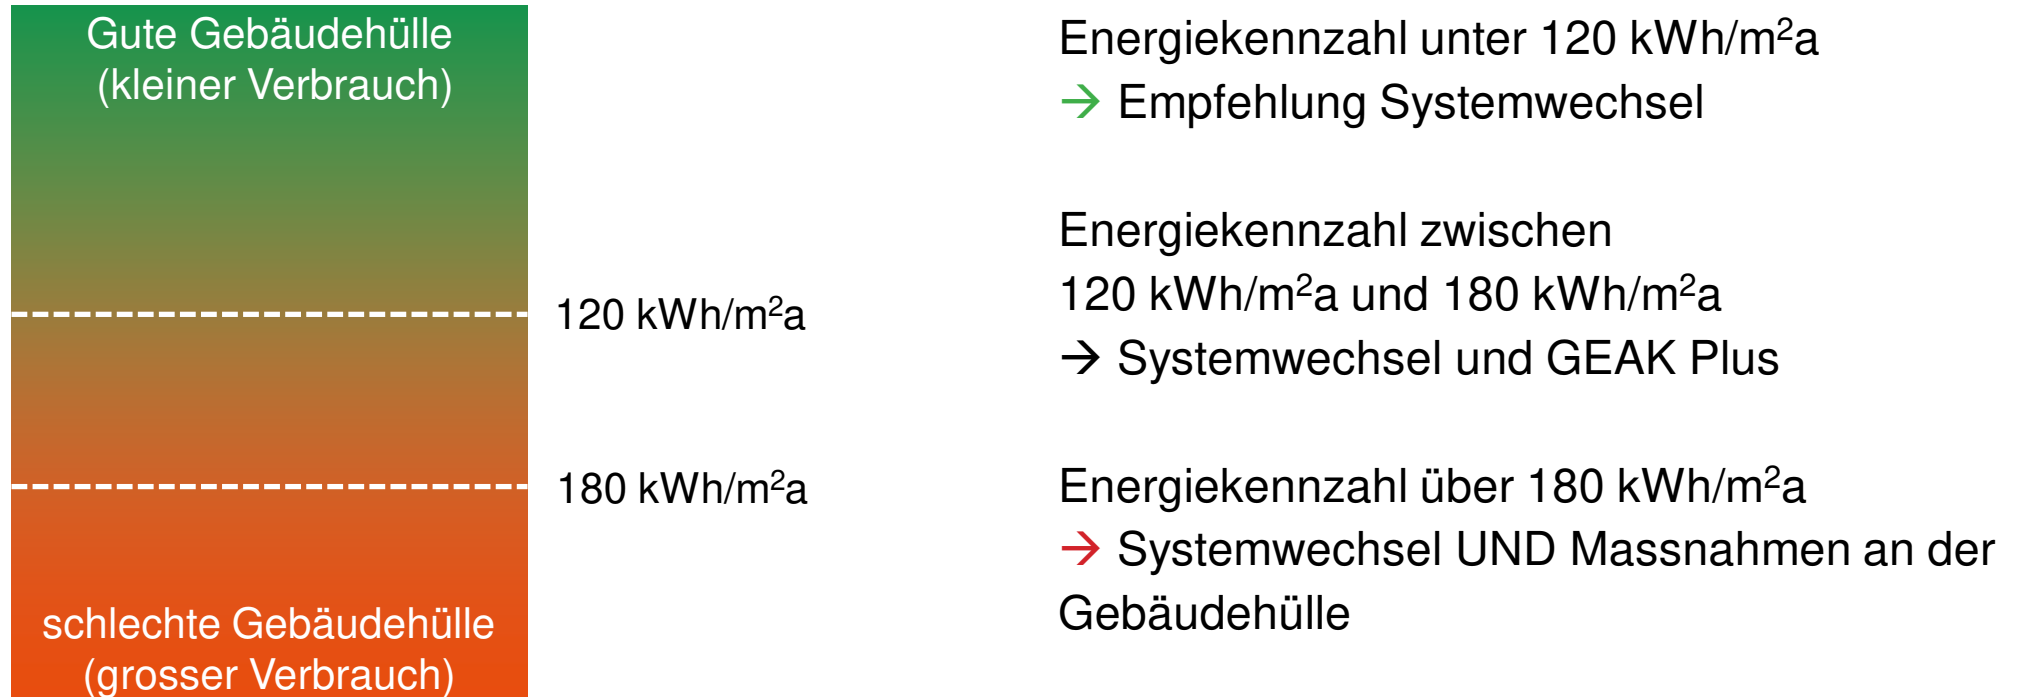 Gute Gebäudehülle
(kleiner Verbrauch)
120 kWh/m²a
180 kWh/m²a
schlechte Gebäudehülle
(grosser Verbrauch)
Energiekennzahl unter 120 kWh/m²a
→ Empfehlung Systemwechsel
Energiekennzahl zwischen
120 kWh/m²a und 180 kWh/m²a
→ Systemwechsel und GEAK Plus
Energiekennzahl über 180 kWh/m²a
→ Systemwechsel UND Massnahmen an der
Gebäudehülle